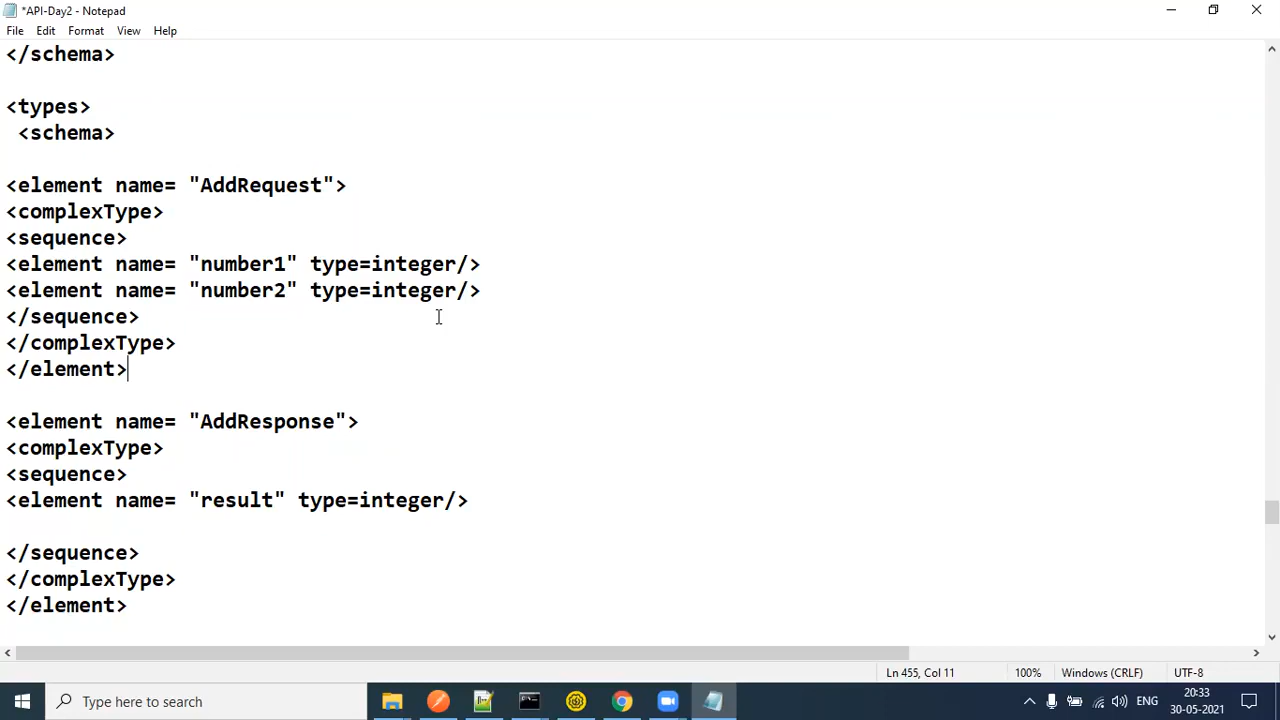 *API-Day2 - Notepad
File Edit Format View Help
</schema>
<types>
<schema>
<element name= "AddRequest">
<complexType>
<sequence>
<element name= "number1" type=integer/>
<element name= "number2" type=integer/>
</sequence>
</complexType>
</element>
<element name= "AddResponse">
<complexType>
<sequence>
<element name= "result" type=integer/>
</sequence>
</complexType>
</element>
Ln 455, Col 11 100% Windows (CRLF) UTF-8
Type here to search
ENG
20:33
30-05-2021